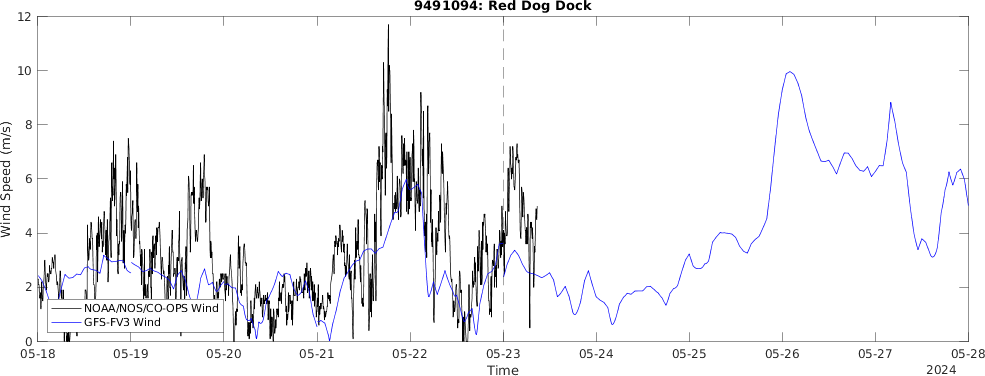 9491094: Red Dog Dock
Wind Speed (m/s)
12
10
8
6
4
2
0
NOAA/NOS/CO-OPS Wind
GFS-FV3 Wind
05-18 05-19 05-20 05-21 05-22 05-23 05-24 05-25 05-26 05-27 05-28
Time
2024